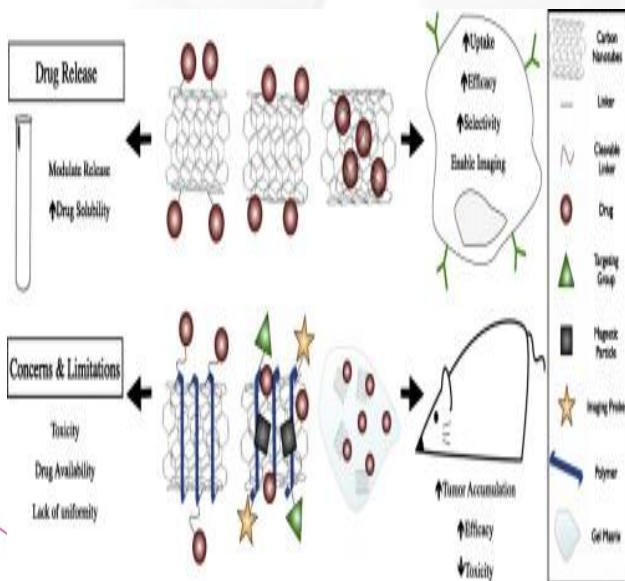 Drug Release
Modulate Release
↑Drug Solubility
↑Uptake
↑Efficacy
↑Selectivity
Enable Imaging
Concerns & Limitations
Toxicity
Drug Availability
Lack of uniformity
↑Tumor Accumulation
↑Efficacy
↓Toxicity
Carbon
Nanotubes
Linker
Cleavable
Linker
Drug
Targeting
Group
Magnetic
Particle
Imaging Probe
Polymer
Gel Matrix